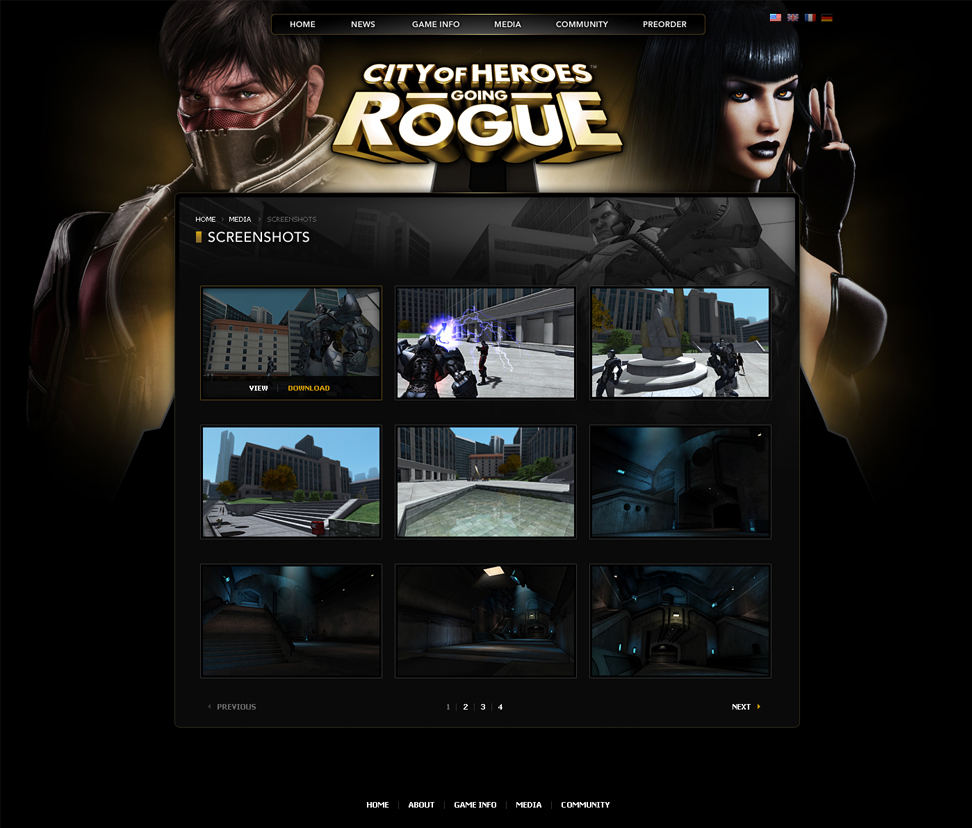 HOME NEWS GAME INFO MEDIA COMMUNITY PREORDER
CITY OF HEROES™
GOING
ROGUE
HOME > MEDIA > SCREENSHOTS
SCREENSHOTS
VIEW | DOWNLOAD
PREVIOUS 1 | 2 | 3 | 4 NEXT
HOME | ABOUT | GAME INFO | MEDIA | COMMUNITY